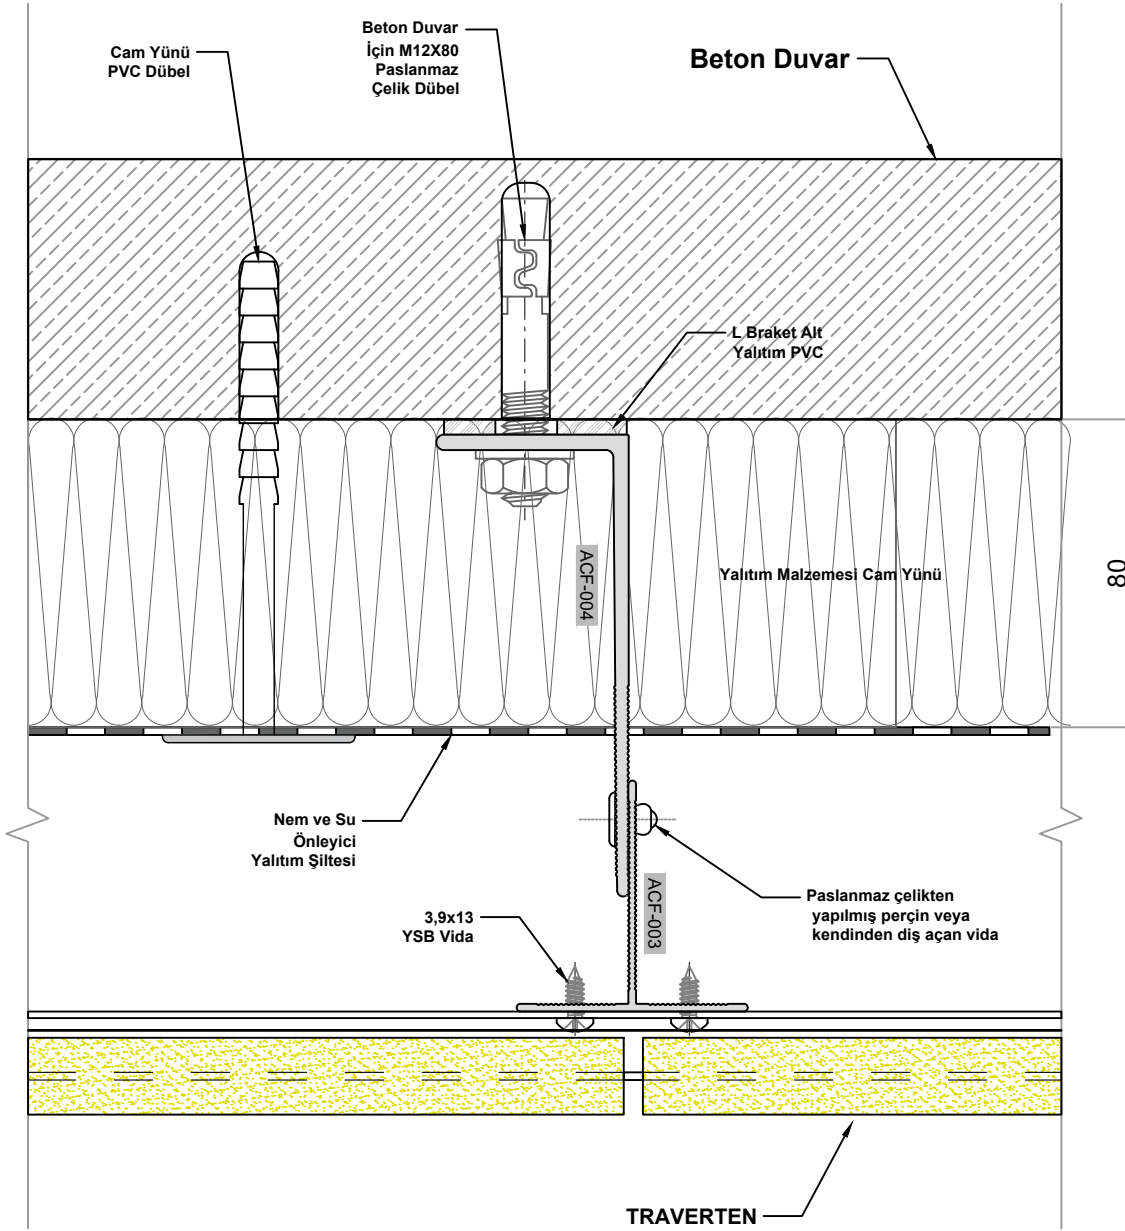 Cam Yünü
PVC Dübel
Beton Duvar
İçin M12X80
Paslanmaz
Çelik Dübel
Beton Duvar
L Braket Alt
Yalıtım PVC
ACF-004
Yalıtım Malzemesi Cam Yünü
80
Nem ve Su
Önleyici
Yalıtım Şiltesi
3,9x13
YSB Vida
ACF-003
Paslanmaz çelikten
yapılmış perçin veya
kendinden diş açan vida
TRAVERTEN